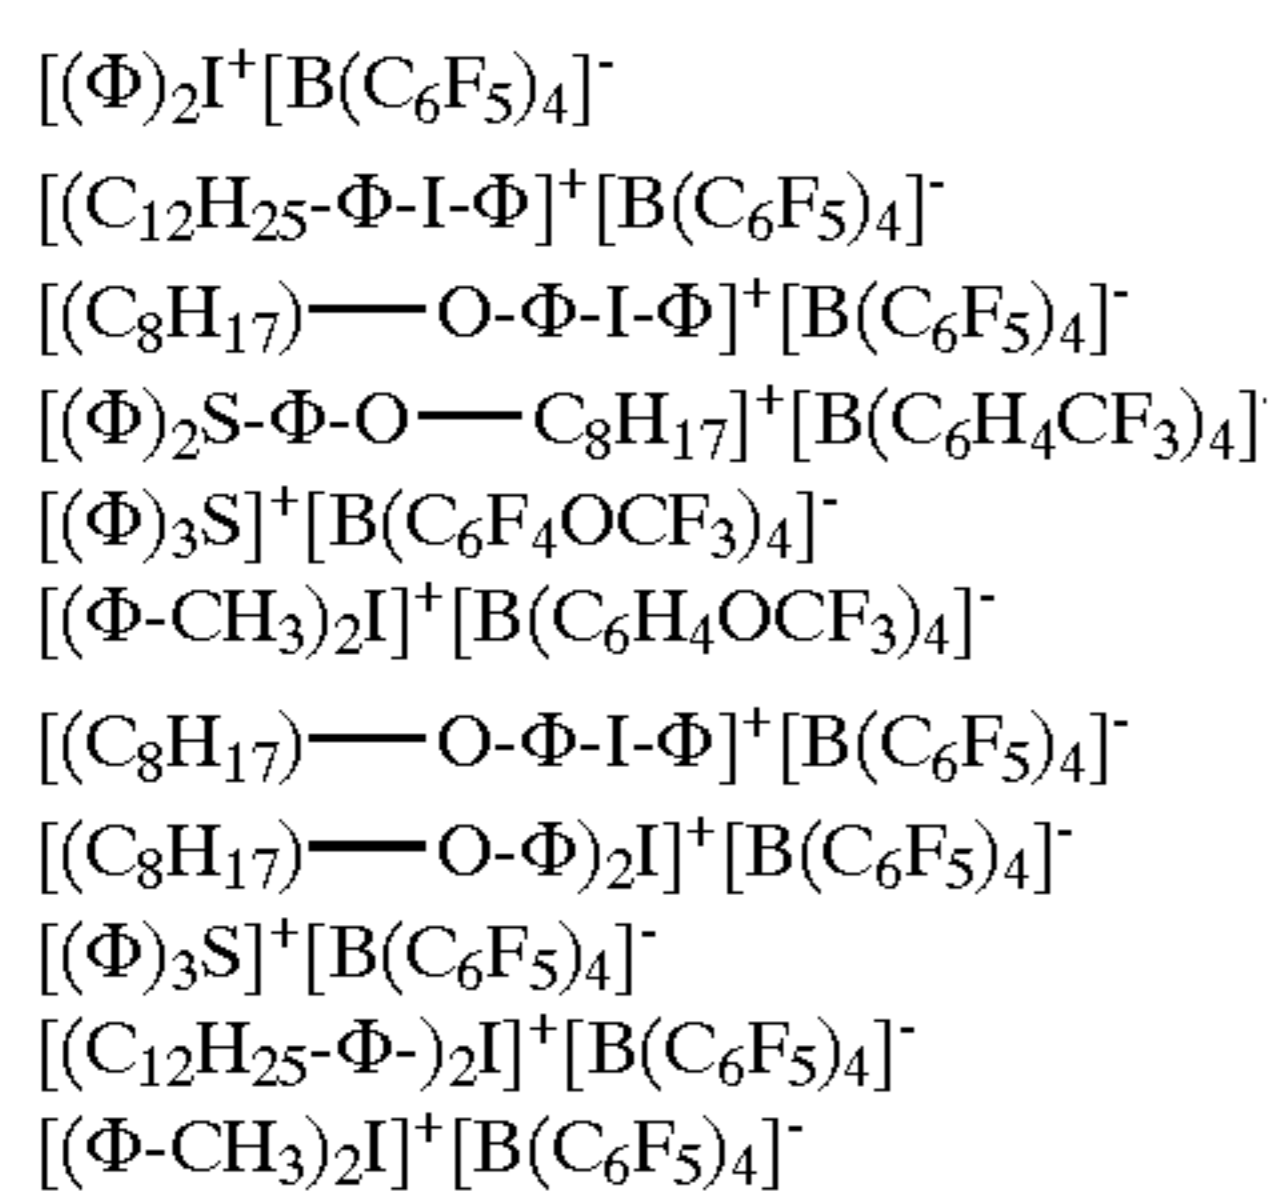 [(Φ)₂I⁺[B(C₆F₅)₄]⁻
[(C₁₂H₂₅-Φ-I-Φ]⁺[B(C₆F₅)₄]⁻
[(C₈H₁₇)—O-Φ-I-Φ]⁺[B(C₆F₅)₄]⁻
[(Φ)₂S-Φ-O—C₈H₁₇]⁺[B(C₆H₄CF₃)₄]⁻
[(Φ)₃S]⁺[B(C₆F₄OCF₃)₄]⁻
[(Φ-CH₃)₂I]⁺[B(C₆H₄OCF₃)₄]⁻
[(C₈H₁₇)—O-Φ-I-Φ]⁺[B(C₆F₅)₄]⁻
[(C₈H₁₇)—O-Φ)₂I]⁺[B(C₆F₅)₄]⁻
[(Φ)₃S]⁺[B(C₆F₅)₄]⁻
[(C₁₂H₂₅-Φ-)₂I]⁺[B(C₆F₅)₄]⁻
[(Φ-CH₃)₂I]⁺[B(C₆F₅)₄]⁻